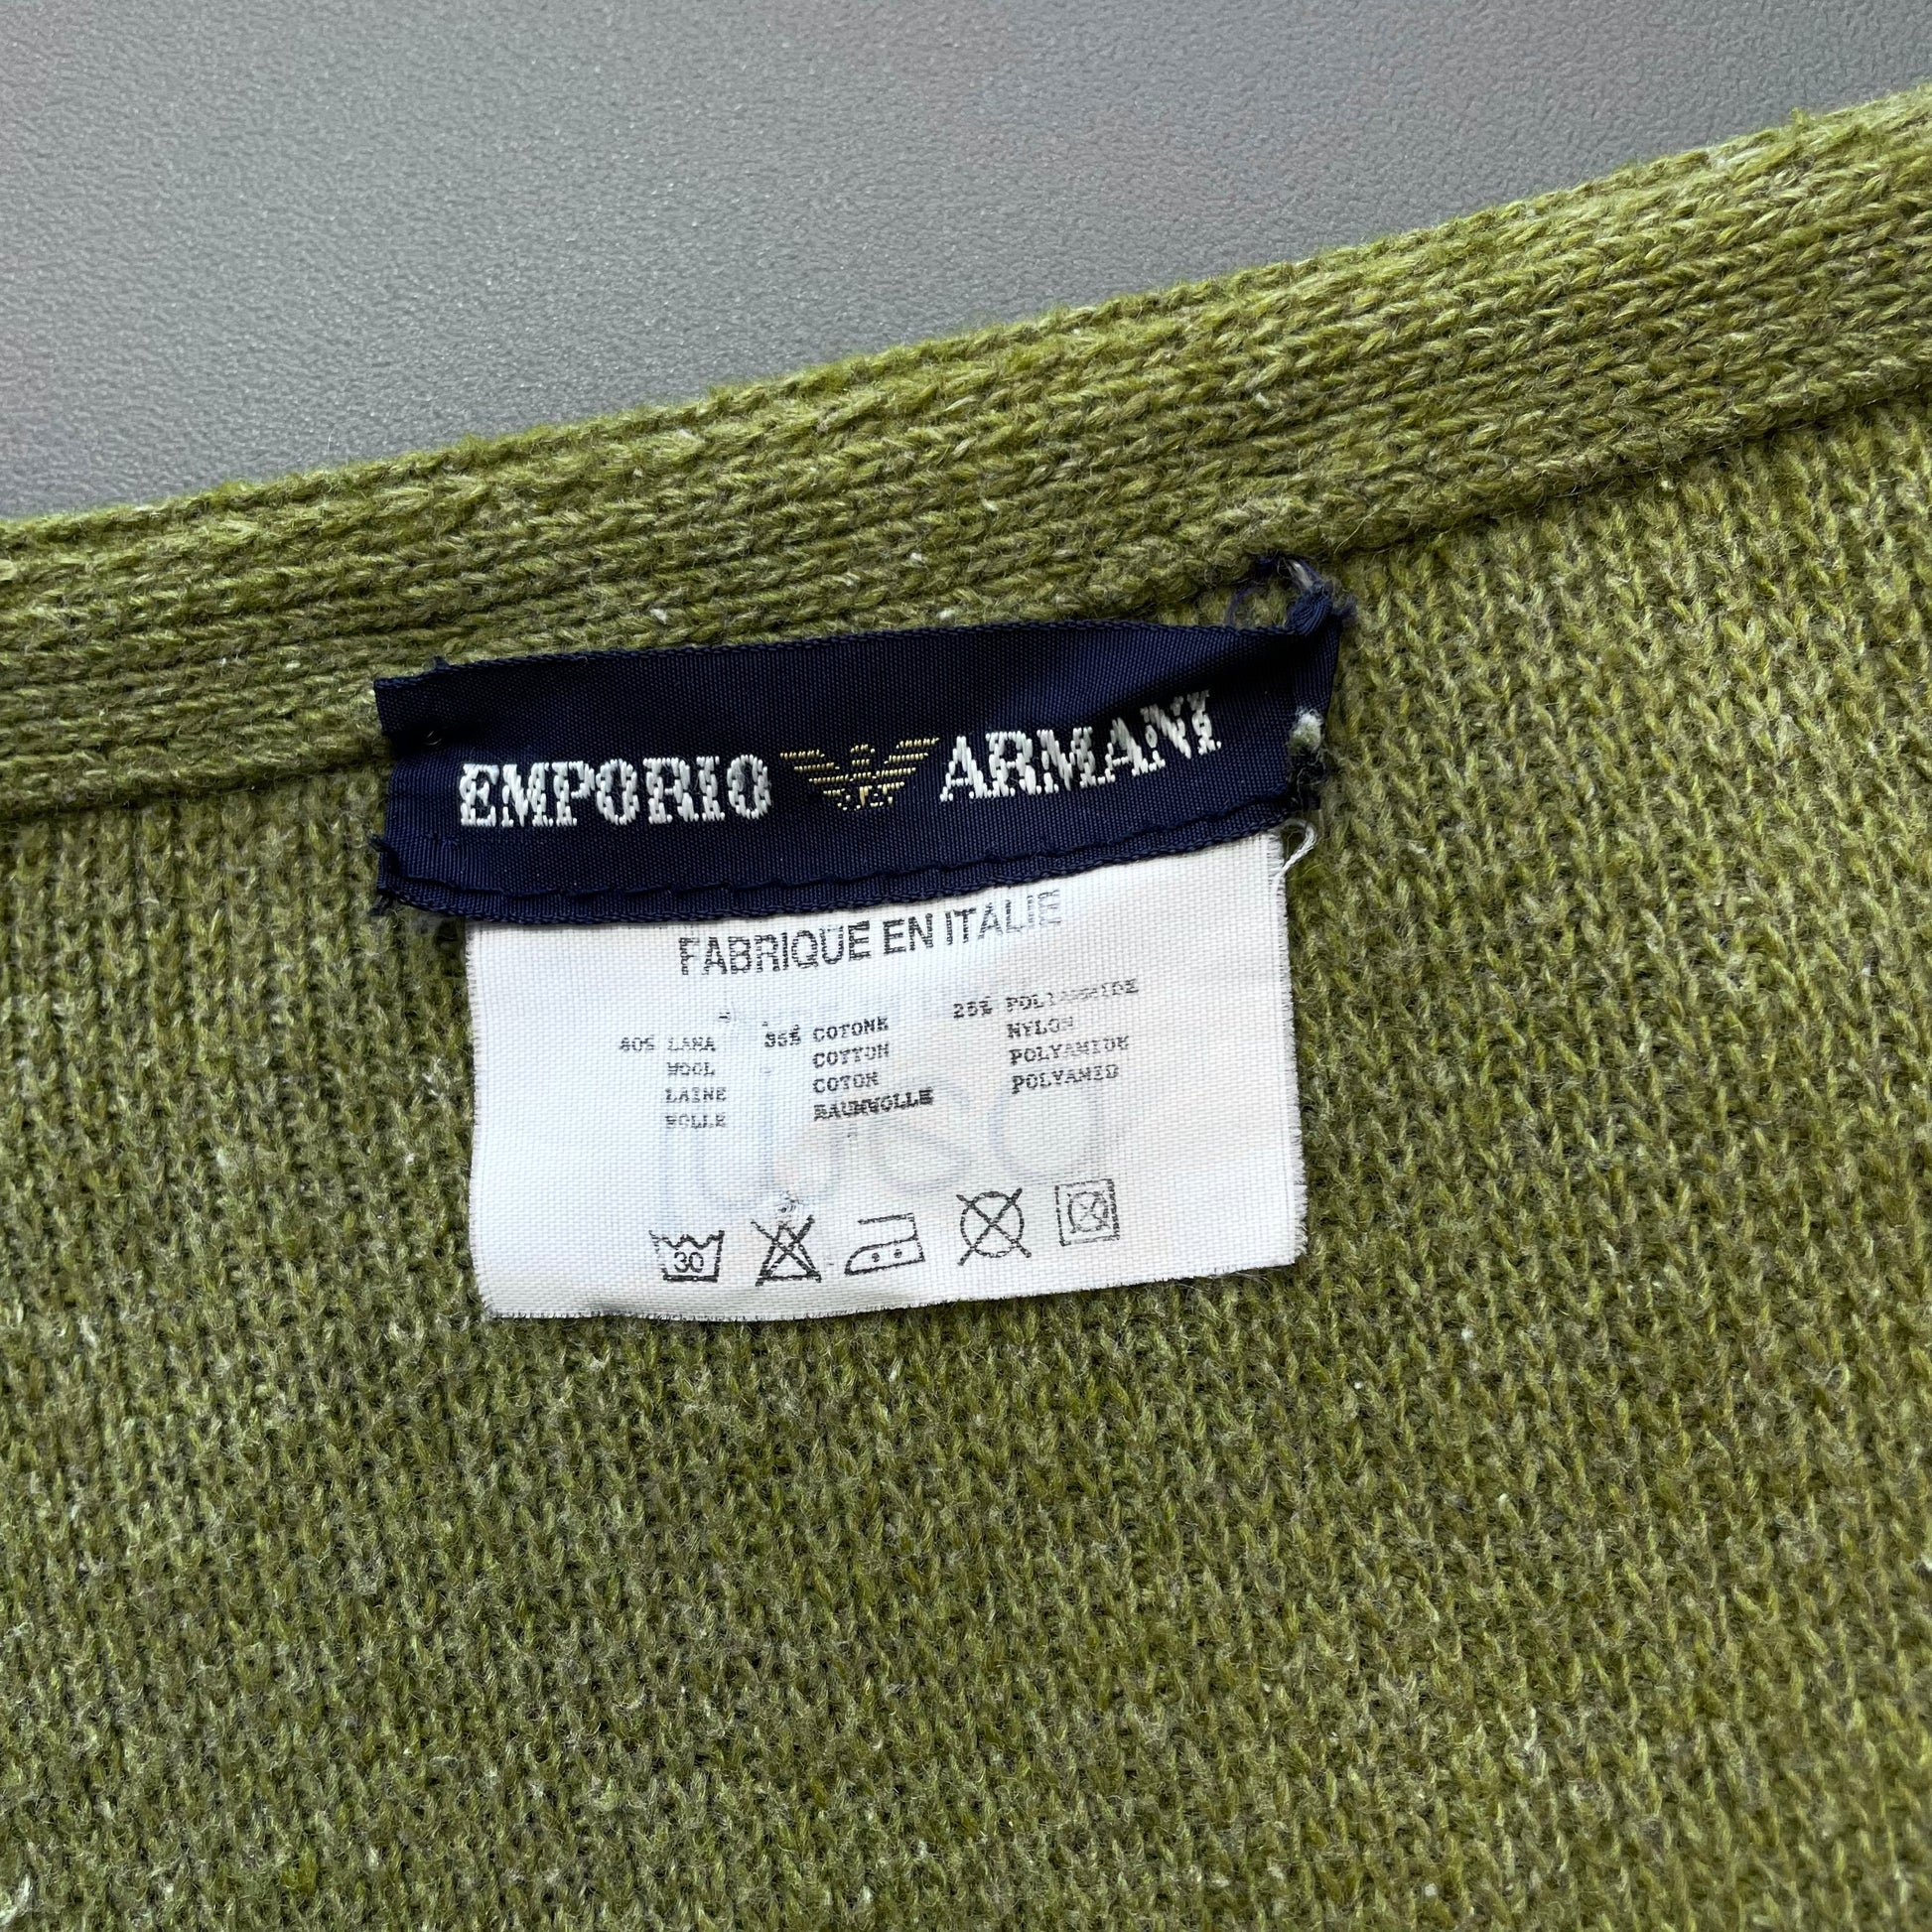 EMPORIO ARMANI
FABRIQUE EN ITALIE
40% LANA 35% COTONE 25% POLIAMMIDE
WOOL COTTON NYLON
LAINE COTON POLYAMIDE
WOLLE BAUMWOLLE POLYAMID
30